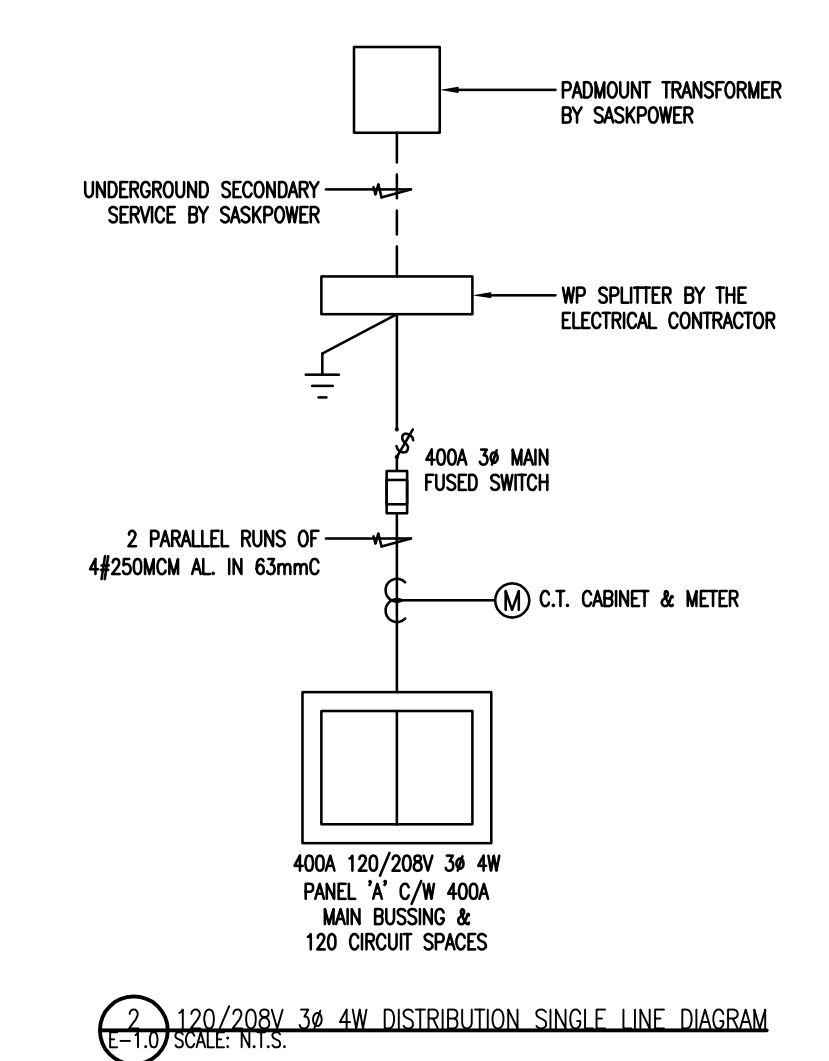 PADMOUNT TRANSFORMER
BY SASKPOWER
UNDERGROUND SECONDARY
SERVICE BY SASKPOWER
WP SPLITTER BY THE
ELECTRICAL CONTRACTOR
400A 3ø MAIN
FUSED SWITCH
2 PARALLEL RUNS OF
4#250MCM AL. IN 63mmC
M
C.T. CABINET & METER
400A 120/208V 3ø 4W
PANEL 'A' C/W 400A
MAIN BUSSING &
120 CIRCUIT SPACES
2
120/208V 3ø 4W DISTRIBUTION SINGLE LINE DIAGRAM
E-1.0
SCALE: N.T.S.